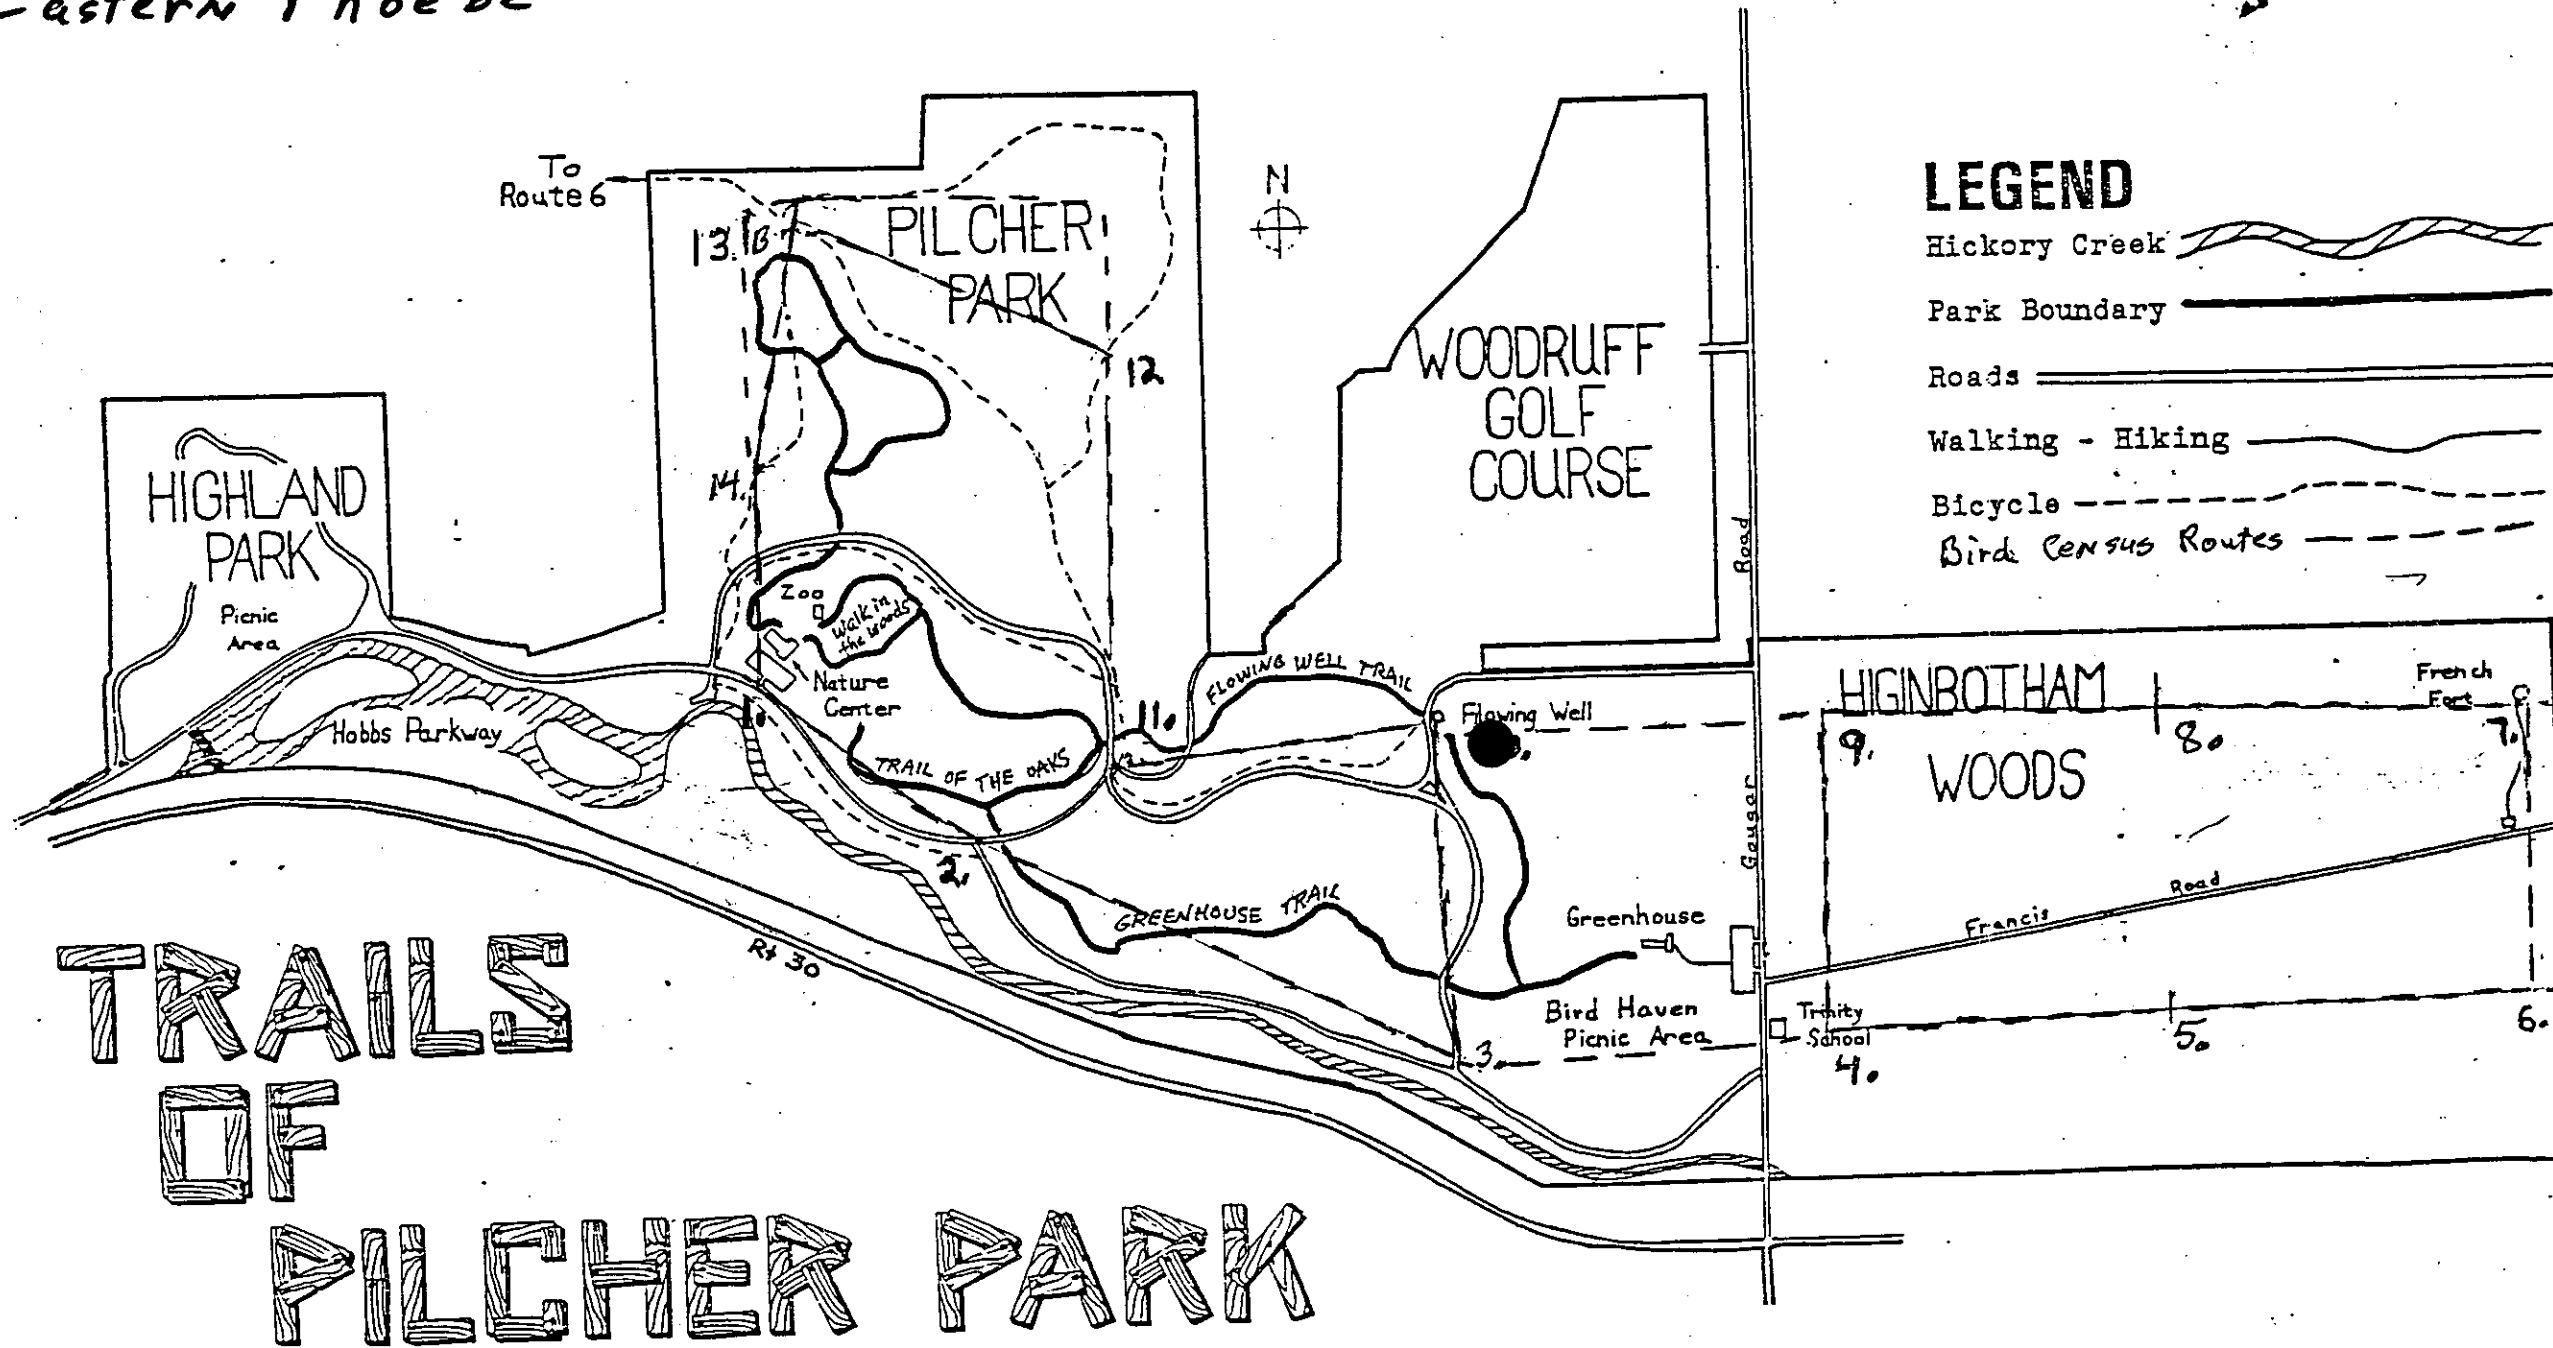 To
Route 6
N
PILCHER
PARK
13.
B
12.
14.
WOODRUFF
GOLF
COURSE
HIGHLAND
PARK
Picnic
Area
Hobbs Parkway
Zoo
Walk in
the Woods
Nature
Center
1.
TRAIL OF THE OAKS
11.
FLOWING WELL TRAIL
Flowing Well
2.
GREENHOUSE TRAIL
Greenhouse
Bird Haven
Picnic Area
3.
Rt 30
Gougar
Road
LEGEND
Hickory Creek
Park Boundary
Roads
Walking - Hiking
Bicycle
Bird Census Routes
HIGINBOTHAM
WOODS
French
Fort
9.
8.
7.
Francis Road
Trinity
School
4.
5.
6.
TRAILS
OF
PILCHER PARK